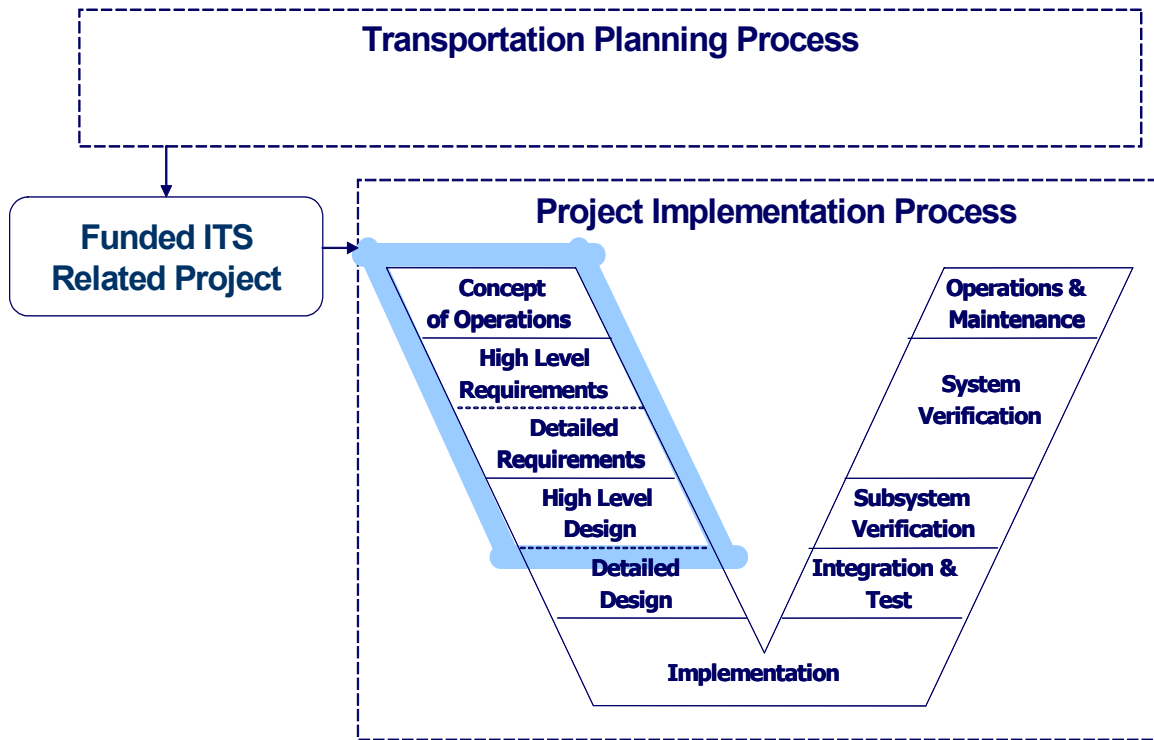 Transportation Planning Process
Funded ITS
Related Project
Project Implementation Process
Concept
of Operations
High Level
Requirements
Detailed
Requirements
High Level
Design
Detailed
Design
Implementation
Operations &
Maintenance
System
Verification
Subsystem
Verification
Integration &
Test